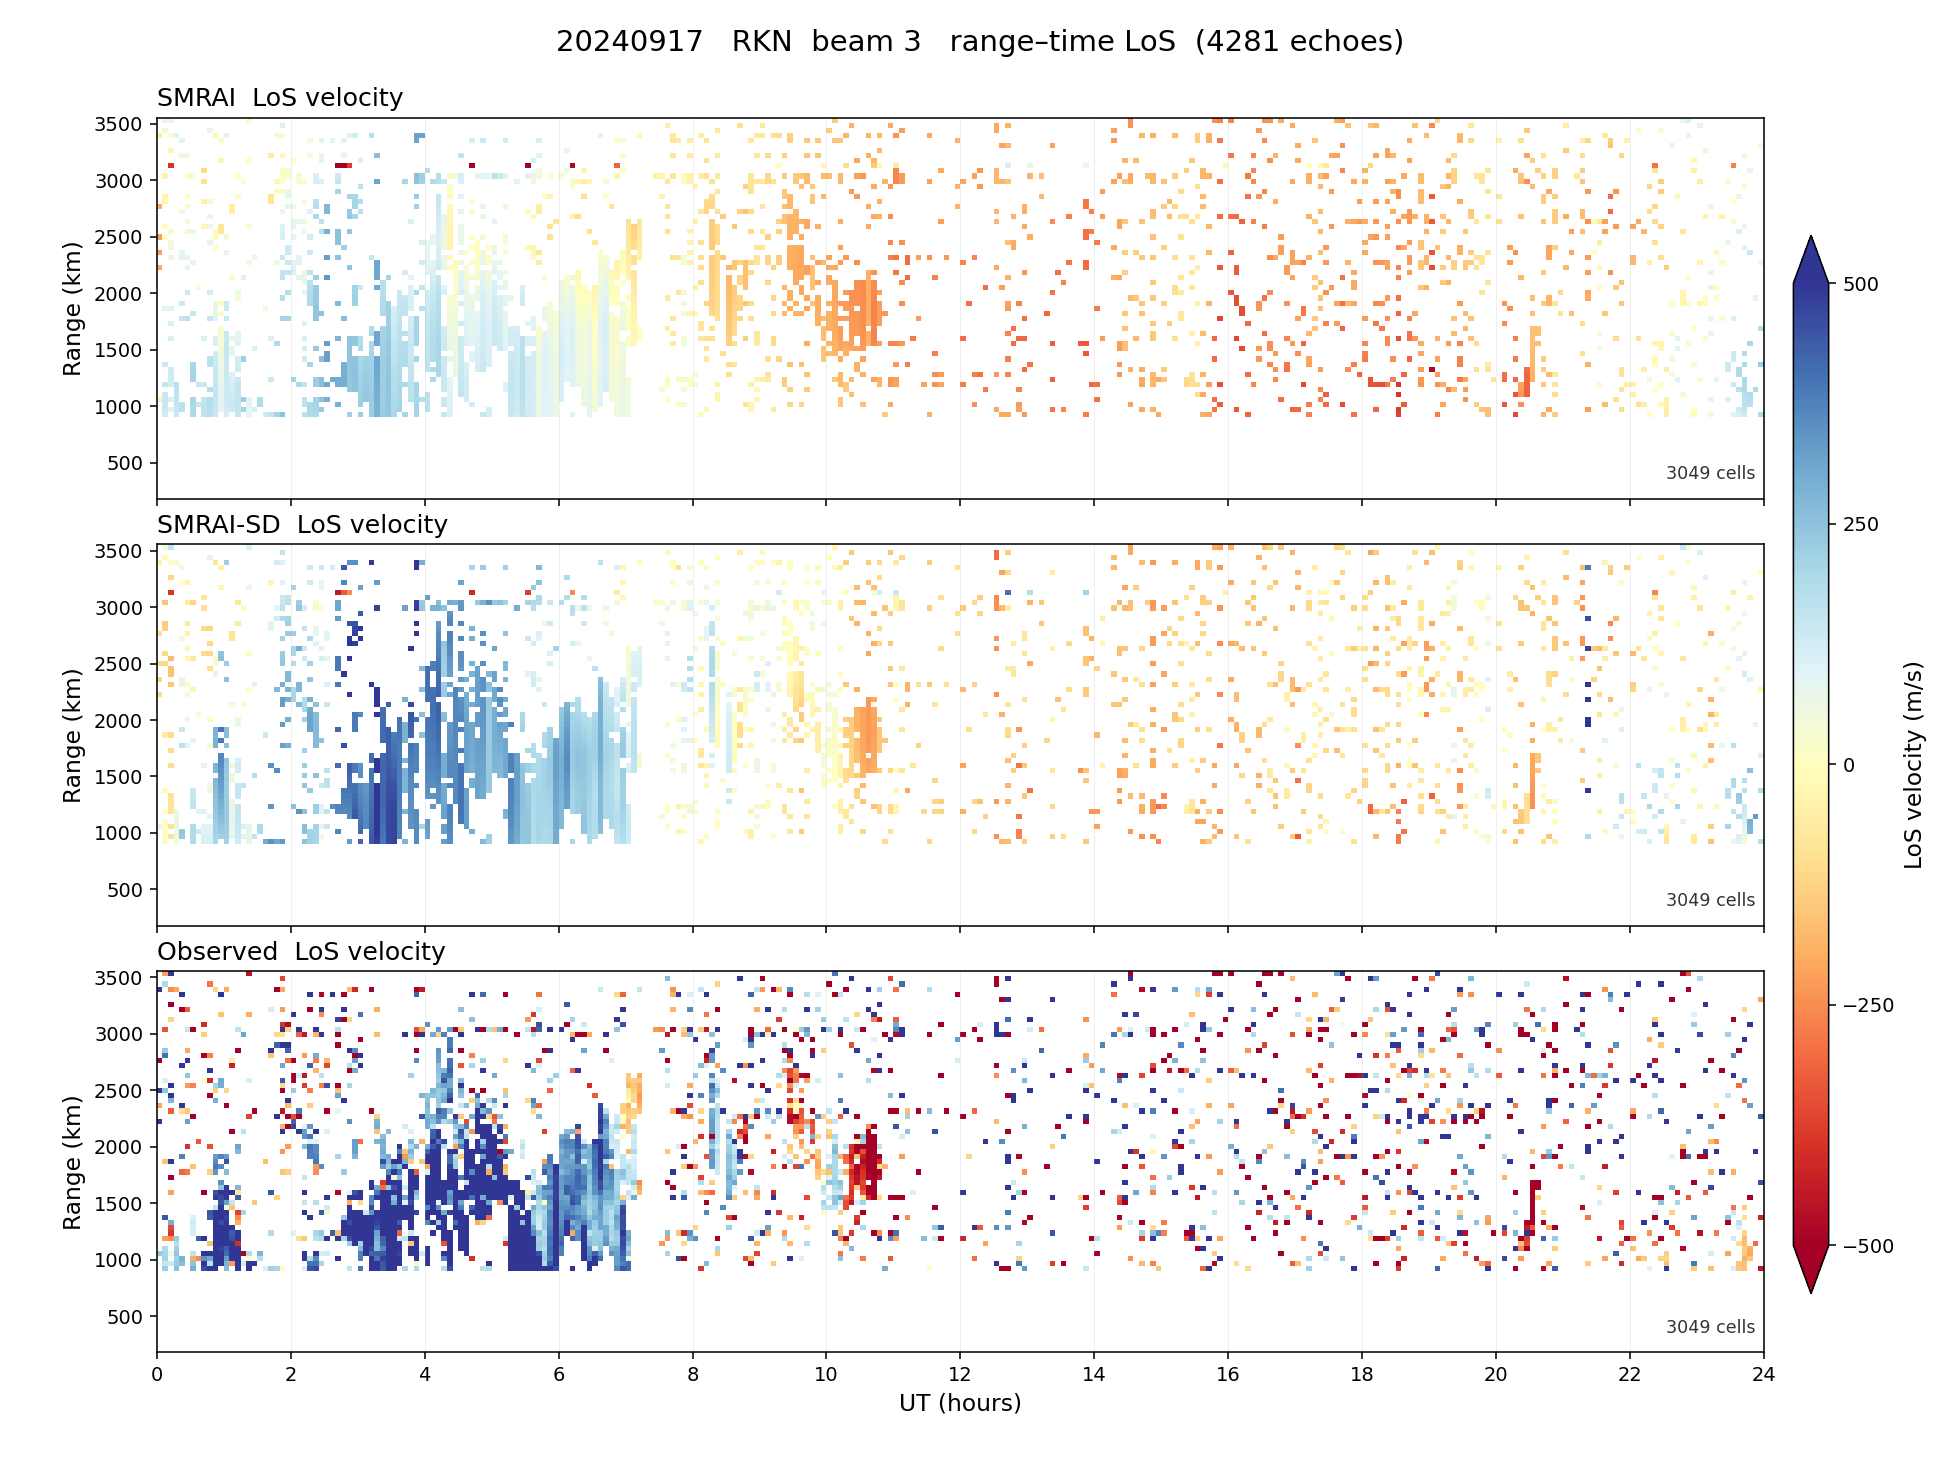 20240917   RKN  beam 3   range–time LoS  (4281 echoes)
SMRAI  LoS velocity
3500
3000
2500
2000
1500
1000
500
Range (km)
3049 cells
SMRAI-SD  LoS velocity
3500
3000
2500
2000
1500
1000
500
Range (km)
3049 cells
Observed  LoS velocity
3500
3000
2500
2000
1500
1000
500
Range (km)
3049 cells
0 2 4 6 8 10 12 14 16 18 20 22 24
UT (hours)
500
250
0
−250
−500
LoS velocity (m/s)